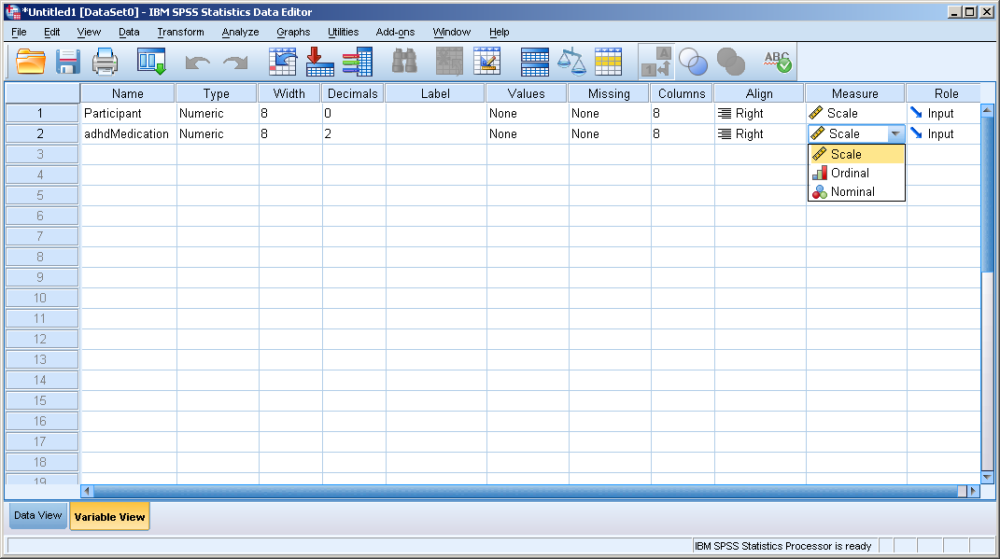 *Untitled1 [DataSet0] - IBM SPSS Statistics Data Editor
File Edit View Data Transform Analyze Graphs Utilities Add-ons Window Help
A
1
ABC
Name Type Width Decimals Label Values Missing Columns Align Measure Role
1 Participant Numeric 8 0 None None 8 Right Scale Input
2 adhdMedication Numeric 8 2 None None 8 Right Scale Input
3 Scale
4 Ordinal
5 Nominal
6
7
8
9
10
11
12
13
14
15
16
17
18
19
Data View Variable View
IBM SPSS Statistics Processor is ready